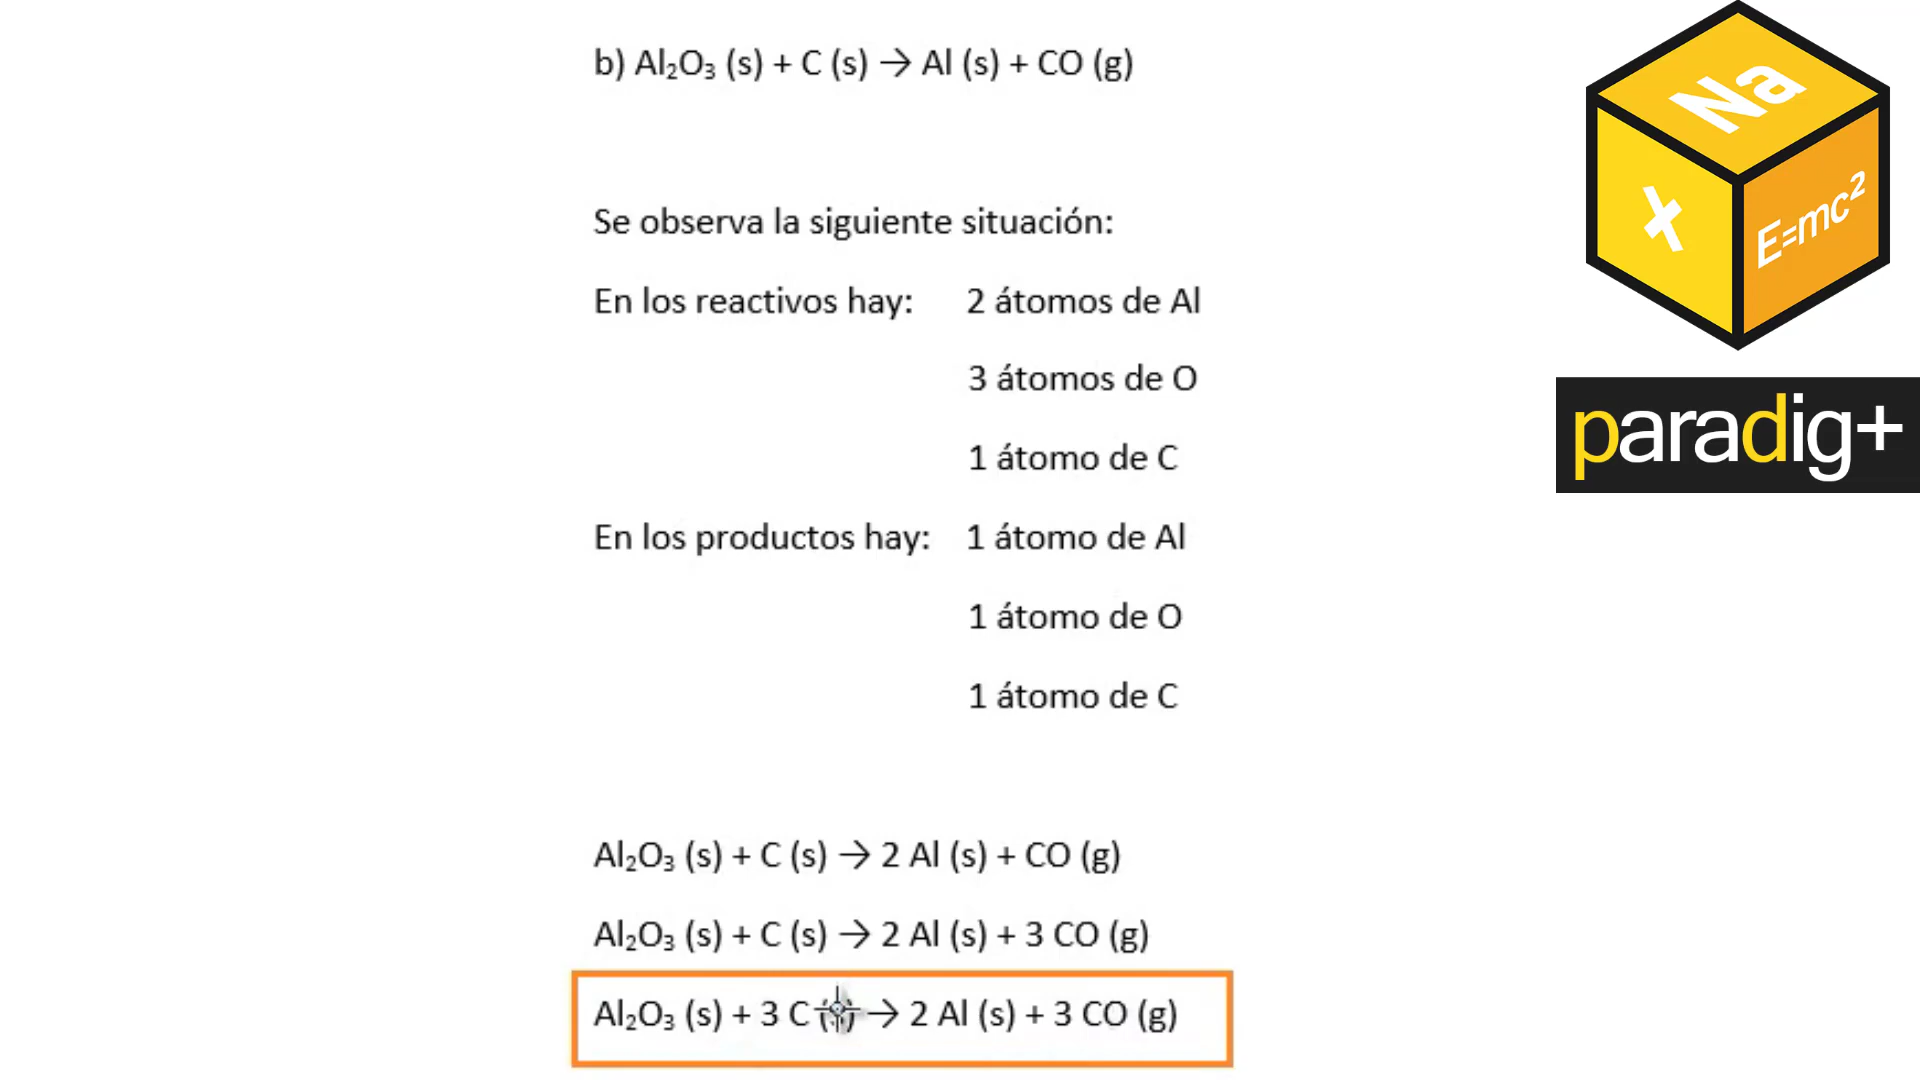 b) Al₂O₃ (s) + C (s) → Al (s) + CO (g)
Se observa la siguiente situación:
En los reactivos hay: 2 átomos de Al
3 átomos de O
1 átomo de C
En los productos hay: 1 átomo de Al
1 átomo de O
1 átomo de C
Al₂O₃ (s) + C (s) → 2 Al (s) + CO (g)
Al₂O₃ (s) + C (s) → 2 Al (s) + 3 CO (g)
Al₂O₃ (s) + 3 C → 2 Al (s) + 3 CO (g)
Na
x
E=mc²
paradig+